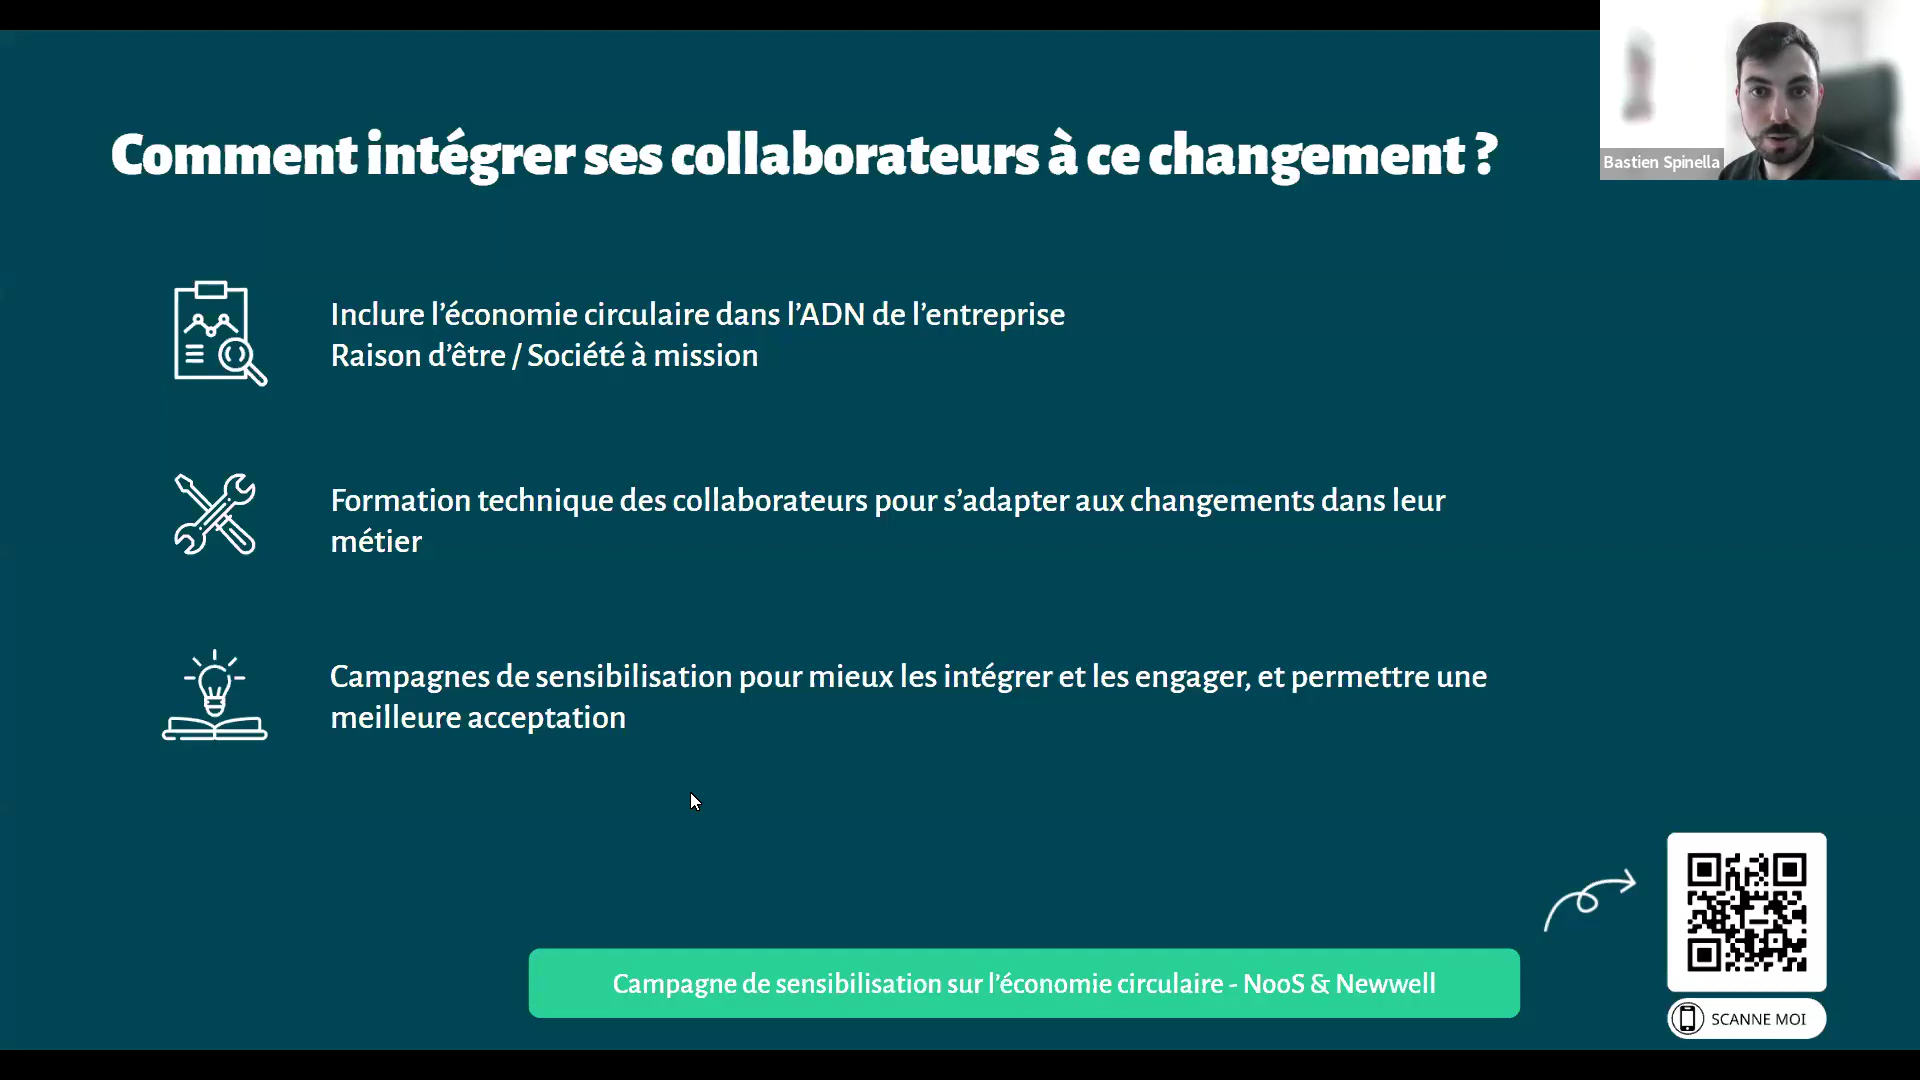 Comment intégrer ses collaborateurs à ce changement ?
Bastien Spinella
Inclure l’économie circulaire dans l’ADN de l’entreprise
Raison d’être / Société à mission
Formation technique des collaborateurs pour s’adapter aux changements dans leur
métier
Campagnes de sensibilisation pour mieux les intégrer et les engager, et permettre une
meilleure acceptation
Campagne de sensibilisation sur l’économie circulaire - NooS & Newwell
SCANNE MOI